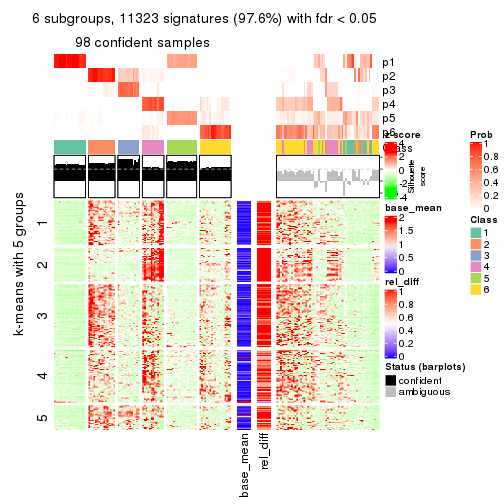 6 subgroups, 11323 signatures (97.6%) with fdr < 0.05
98 confident samples
p1
p2
p3
p4
p5
p6
Class
Silhouette
score
k-means with 5 groups
1
2
3
4
5
base_mean
rel_diff
z score
4
2
0
-2
-4
base_mean
2
1.5
1
0.5
0
rel_diff
1
0.8
0.6
0.4
0.2
0
Status (barplots)
confident
ambiguous
Prob
1
0.8
0.6
0.4
0.2
0
Class
1
2
3
4
5
6